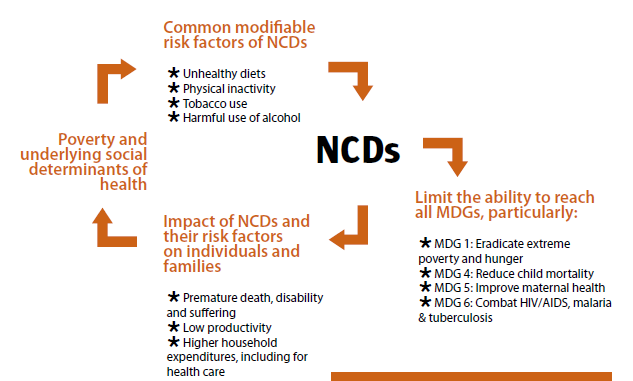 Common modifiable
risk factors of NCDs
* Unhealthy diets
* Physical inactivity
* Tobacco use
* Harmful use of alcohol
NCDs
Poverty and
underlying social
determinants of
health
Limit the ability to reach
all MDGs, particularly:
* MDG 1: Eradicate extreme
poverty and hunger
* MDG 4: Reduce child mortality
* MDG 5: Improve maternal health
* MDG 6: Combat HIV/AIDS, malaria
& tuberculosis
Impact of NCDs and
their risk factors
on individuals and
families
* Premature death, disability
and suffering
* Low productivity
* Higher household
expenditures, including for
health care